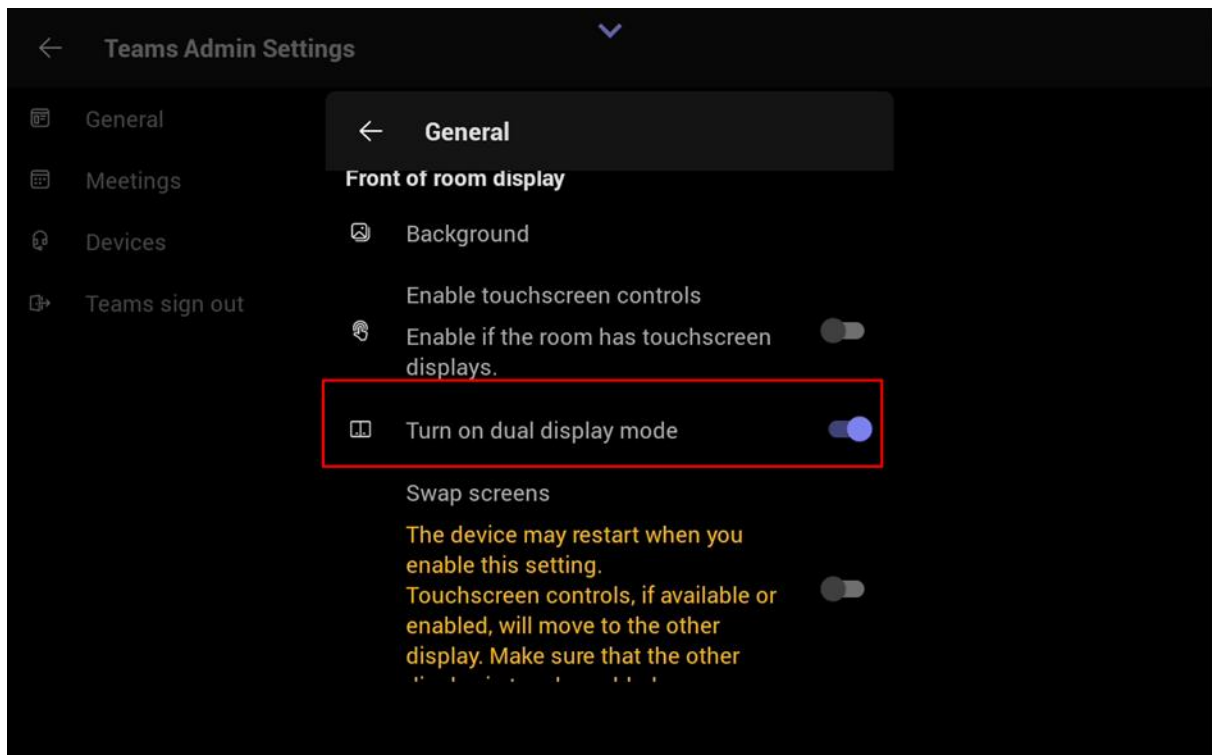 Teams Admin Settings
General
Meetings
Devices
Teams sign out
General
Front of room display
Background
Enable touchscreen controls
Enable if the room has touchscreen
displays.
Turn on dual display mode
Swap screens
The device may restart when you
enable this setting.
Touchscreen controls, if available or
enabled, will move to the other
display. Make sure that the other